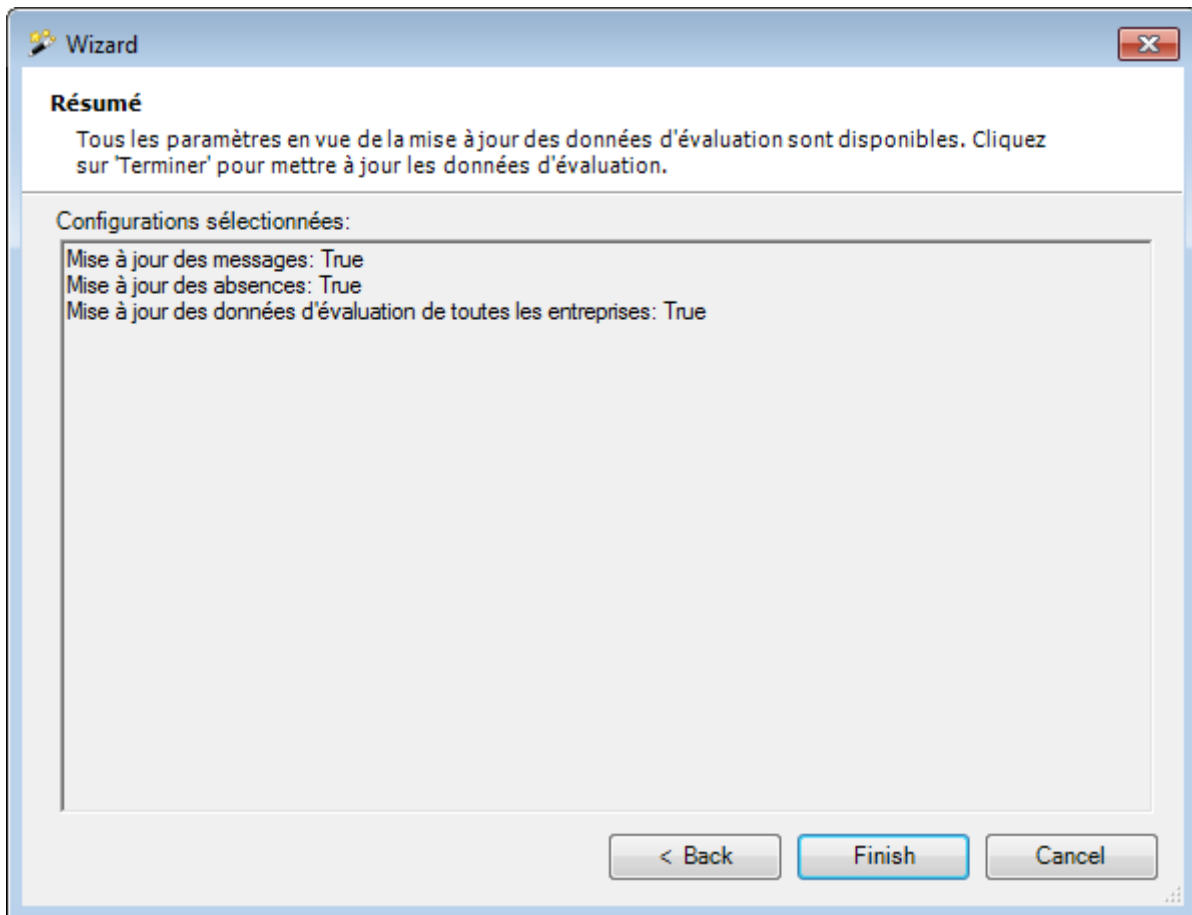 Wizard
Résumé
Tous les paramètres en vue de la mise à jour des données d'évaluation sont disponibles. Cliquez
sur 'Terminer' pour mettre à jour les données d'évaluation.
Configurations sélectionnées:
Mise à jour des messages: True
Mise à jour des absences: True
Mise à jour des données d'évaluation de toutes les entreprises: True
< Back
Finish
Cancel